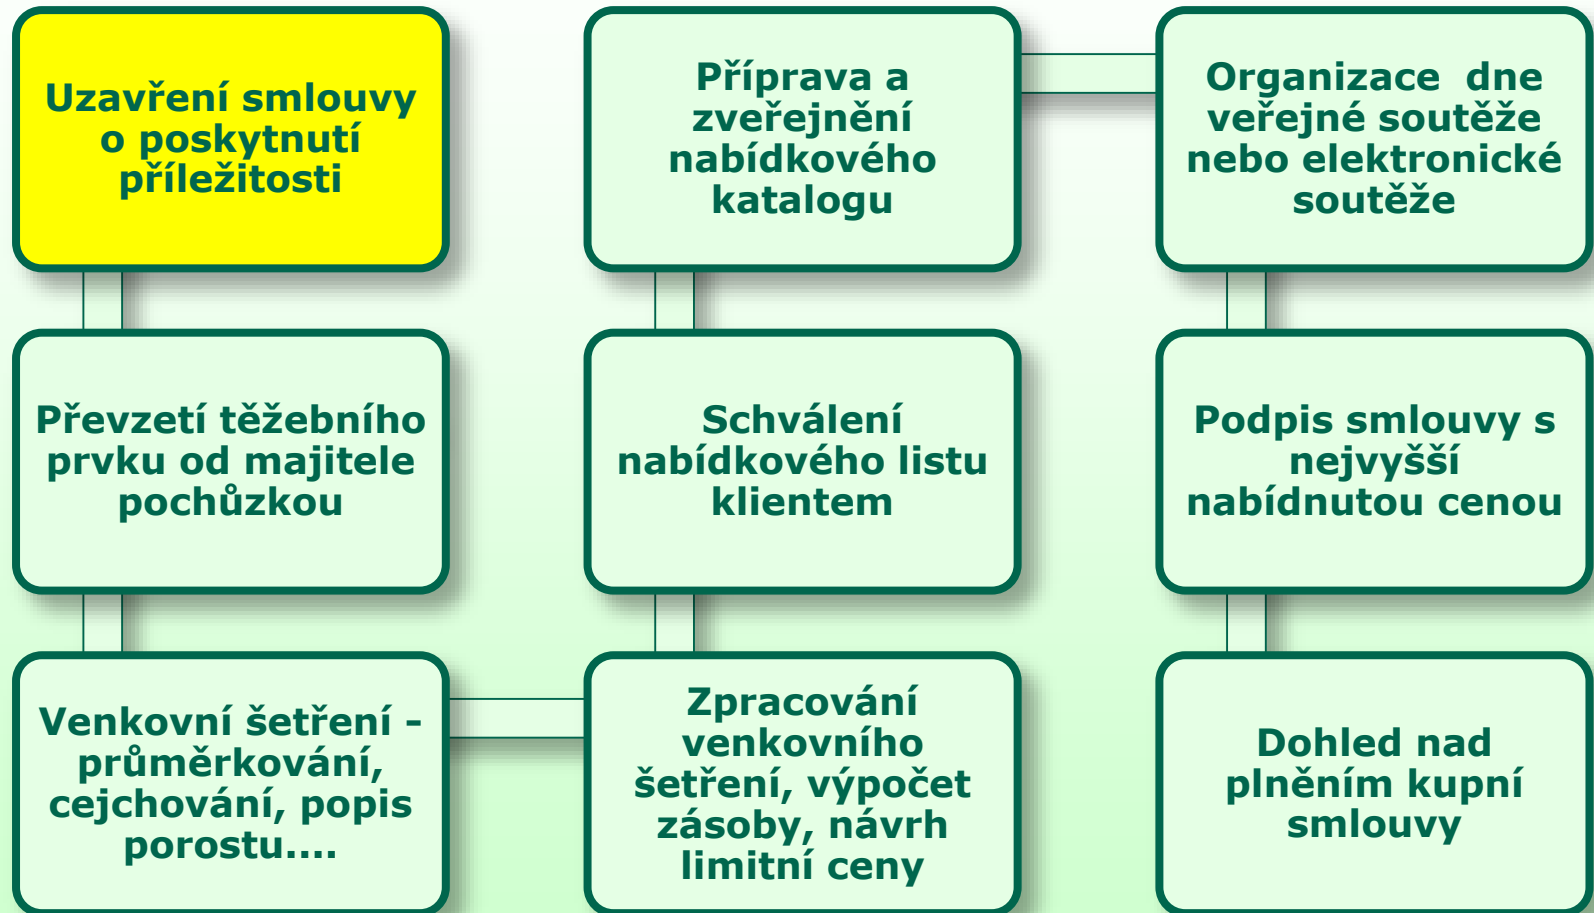 Uzavření smlouvy
o poskytnutí
příležitosti
Převzetí těžebního
prvku od majitele
pochůzkou
Venkovní šetření -
průměrkování,
cejchování, popis
porostu....
Zpracování
venkovního
šetření, výpočet
zásoby, návrh
limitní ceny
Schválení
nabídkového listu
klientem
Příprava a
zveřejnění
nabídkového
katalogu
Organizace  dne
veřejné soutěže
nebo elektronické
soutěže
Podpis smlouvy s
nejvyšší
nabídnutou cenou
Dohled nad
plněním kupní
smlouvy